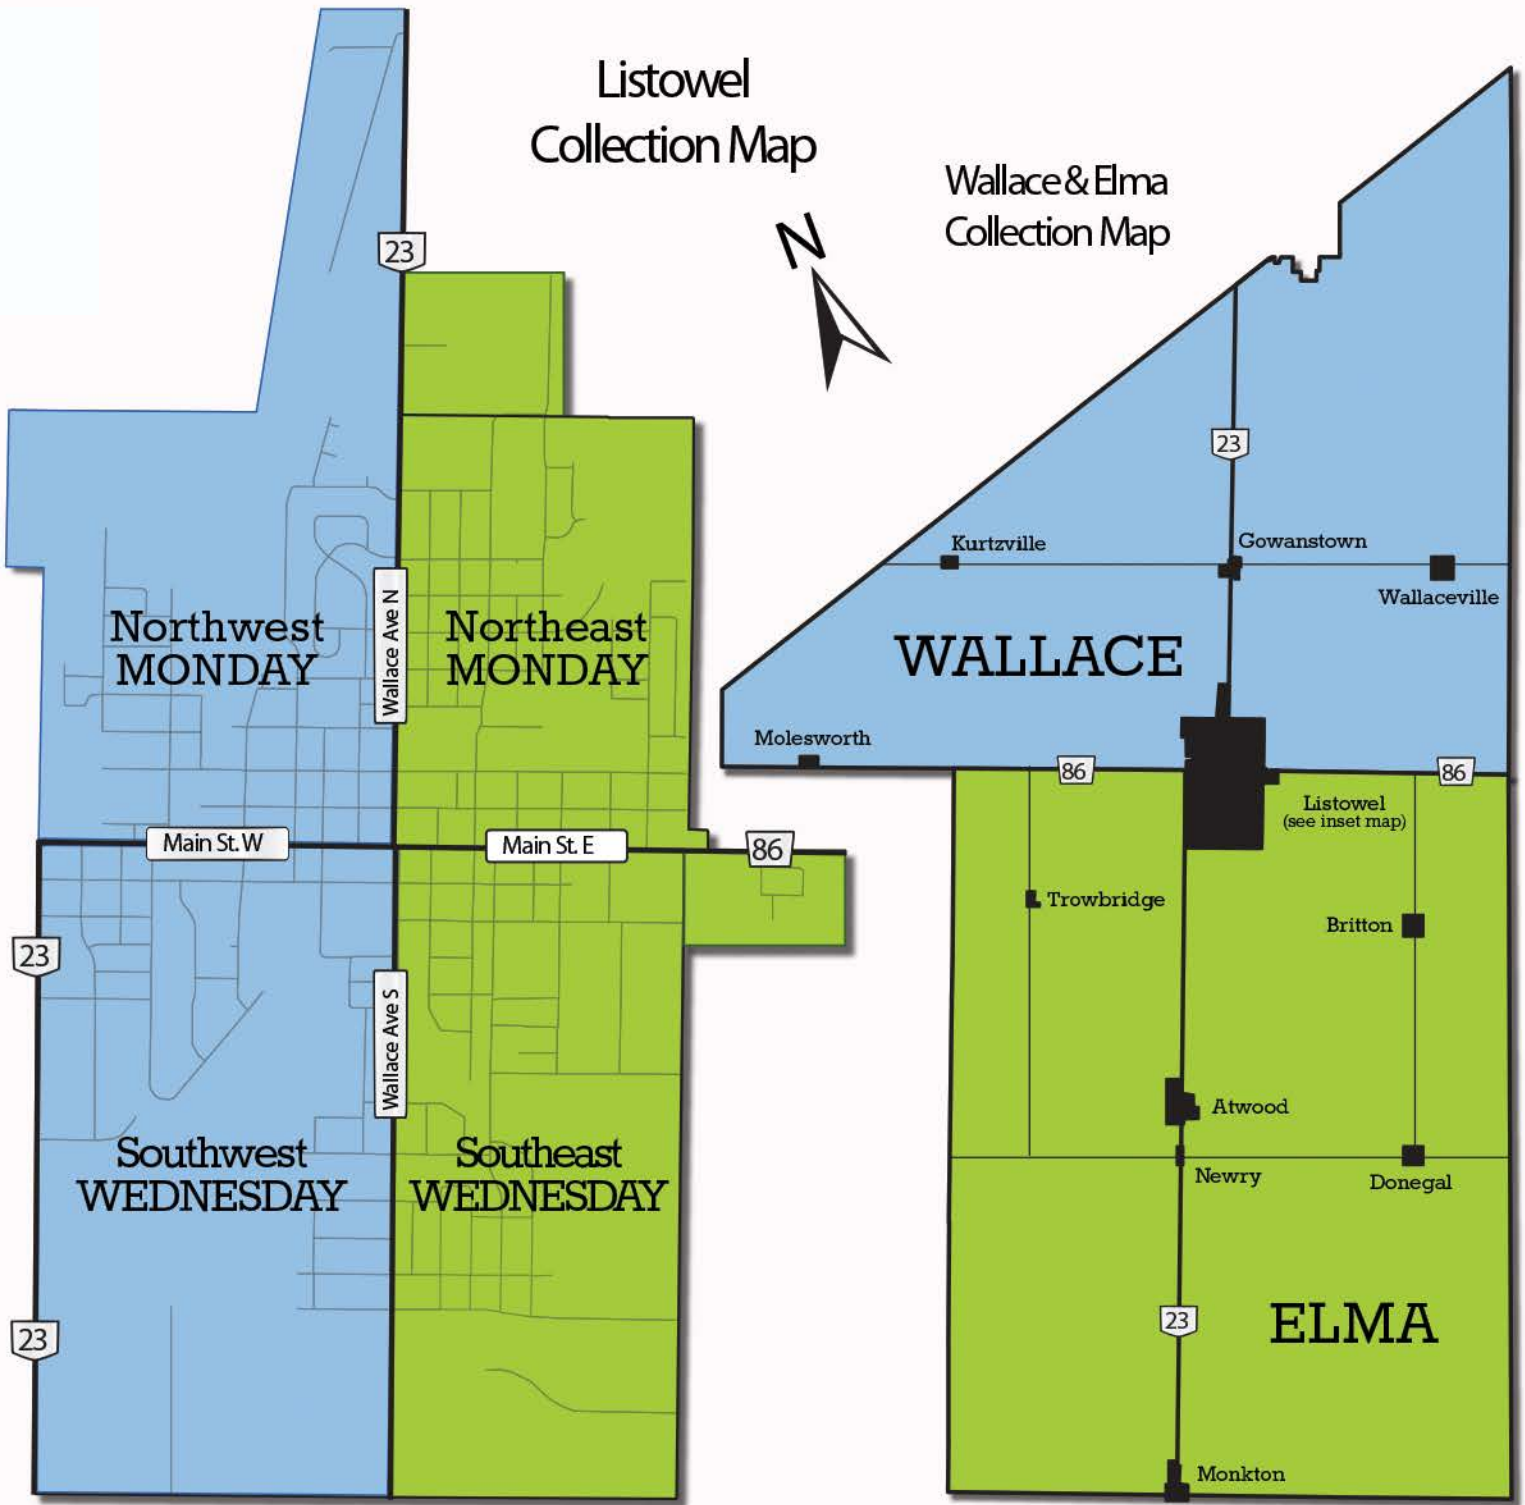 Listowel
Collection Map
Wallace & Elma
Collection Map
N
23
23
Kurtzville
Gowanstown
Wallaceville
Northwest
MONDAY
Wallace Ave N
Northeast
MONDAY
WALLACE
Molesworth
86
86
Listowel
(see inset map)
Main St. W
Main St. E
86
Trowbridge
Britton
23
Wallace Ave S
Atwood
Southwest
WEDNESDAY
Southeast
WEDNESDAY
Newry
Donegal
23
23
ELMA
Monkton